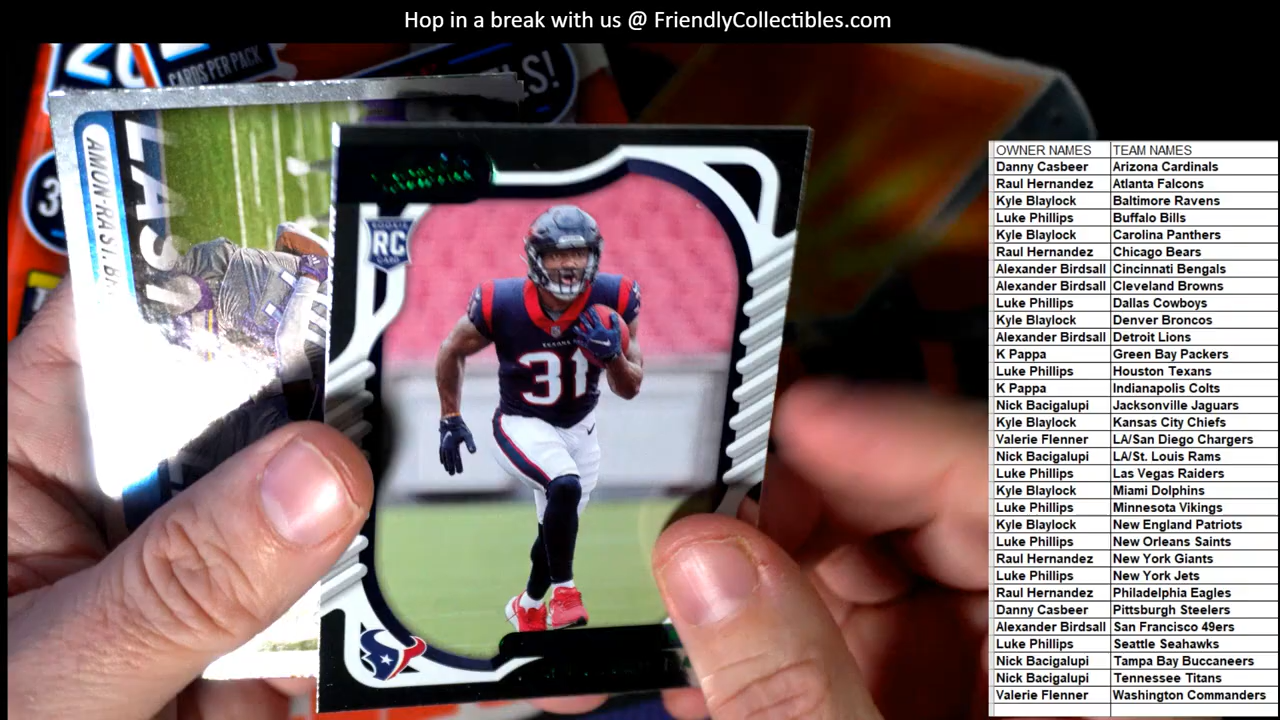 Hop in a break with us @ FriendlyCollectibles.com
CARDS PER PACK
LS!
LAST
AMON-RA ST. BR
ROOKIE
RC
CARD
TEXANS
31
OWNER NAMES TEAM NAMES
Danny Casbeer Arizona Cardinals
Raul Hernandez Atlanta Falcons
Kyle Blaylock Baltimore Ravens
Luke Phillips Buffalo Bills
Kyle Blaylock Carolina Panthers
Raul Hernandez Chicago Bears
Alexander Birdsall Cincinnati Bengals
Alexander Birdsall Cleveland Browns
Luke Phillips Dallas Cowboys
Kyle Blaylock Denver Broncos
Alexander Birdsall Detroit Lions
K Pappa Green Bay Packers
Luke Phillips Houston Texans
K Pappa Indianapolis Colts
Nick Bacigalupi Jacksonville Jaguars
Kyle Blaylock Kansas City Chiefs
Valerie Flenner LA/San Diego Chargers
Nick Bacigalupi LA/St. Louis Rams
Luke Phillips Las Vegas Raiders
Kyle Blaylock Miami Dolphins
Luke Phillips Minnesota Vikings
Kyle Blaylock New England Patriots
Luke Phillips New Orleans Saints
Raul Hernandez New York Giants
Luke Phillips New York Jets
Raul Hernandez Philadelphia Eagles
Danny Casbeer Pittsburgh Steelers
Alexander Birdsall San Francisco 49ers
Luke Phillips Seattle Seahawks
Nick Bacigalupi Tampa Bay Buccaneers
Nick Bacigalupi Tennessee Titans
Valerie Flenner Washington Commanders